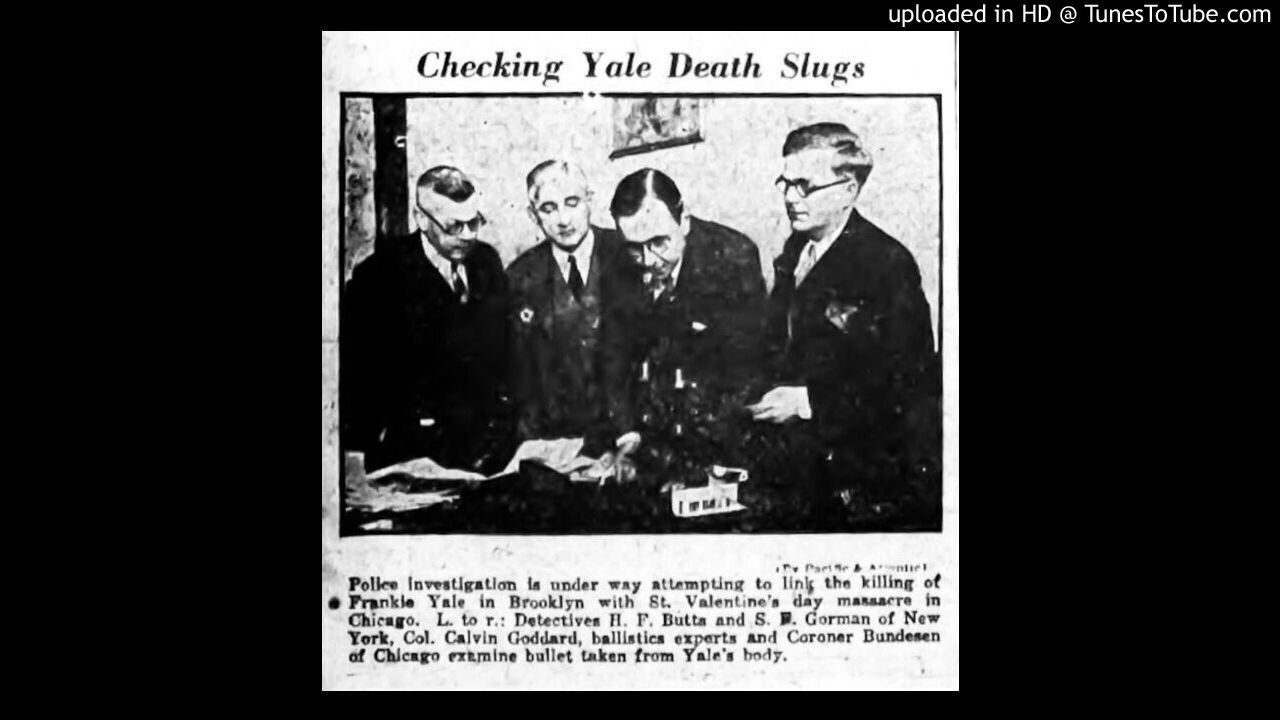 uploaded in HD @ TunesToTube.com
Checking Yale Death Slugs
Police investigation is under way attempting to link the killing of
Frankie Yale in Brooklyn with St. Valentine's day massacre in
Chicago. L. to r.: Detectives H. F. Butts and S. Gorman of New
York, Col. Calvin Goddard, ballistics experts and Coroner Bundesen
of Chicago examine bullet taken from Yale's body.